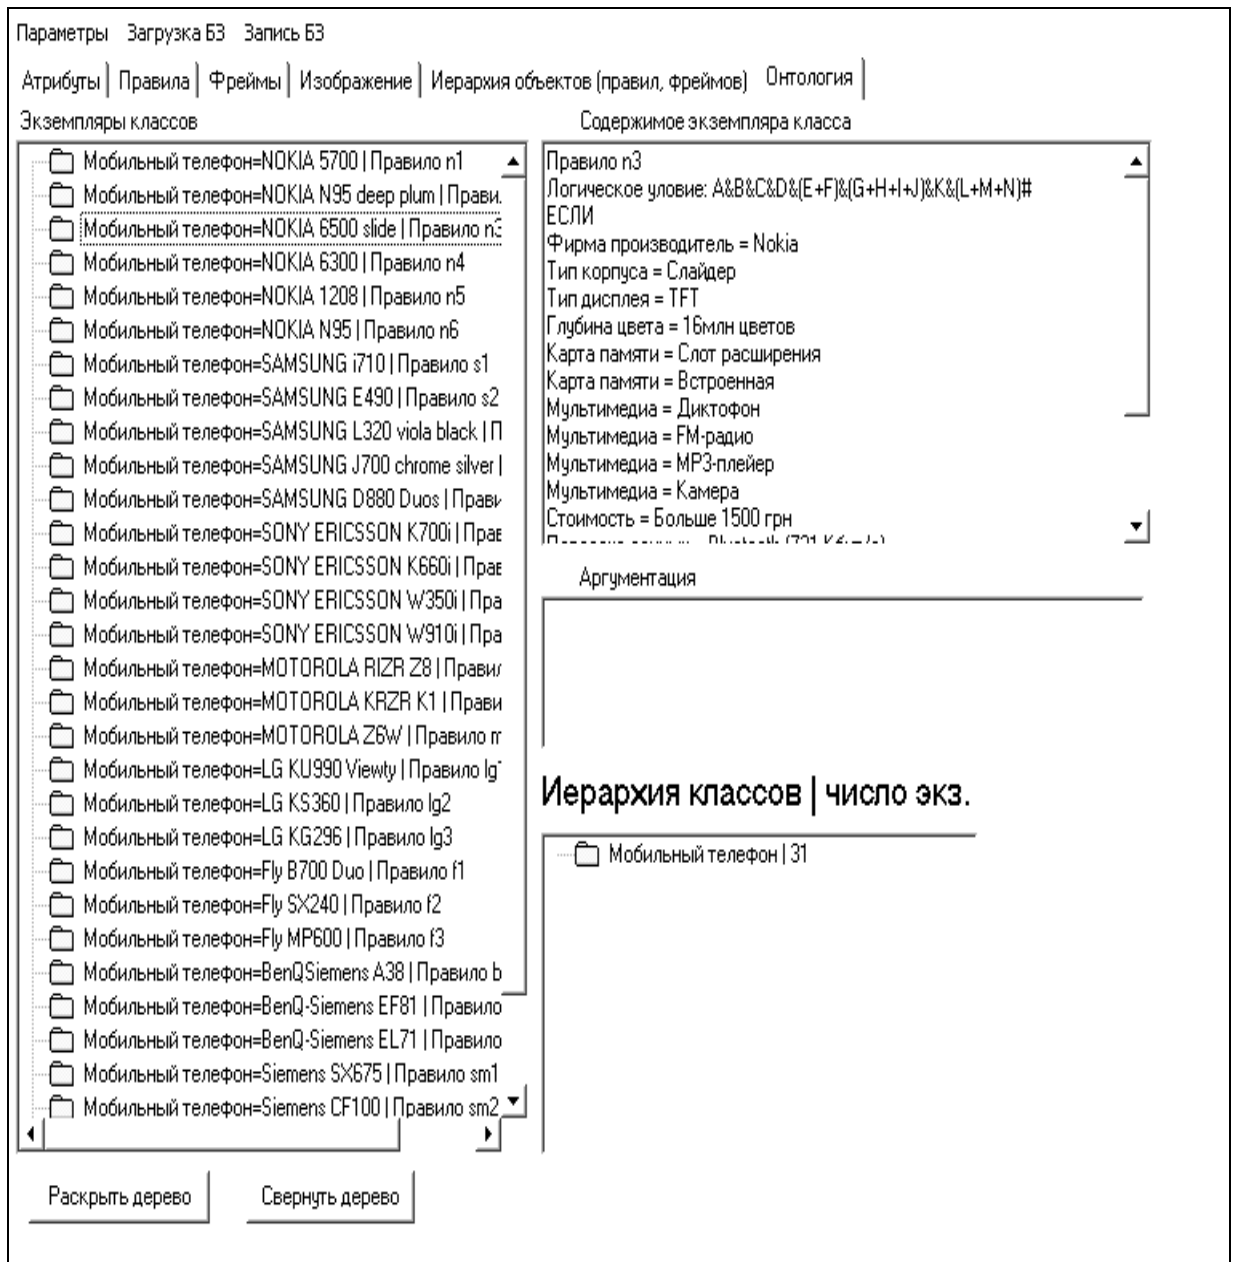 Параметры Загрузка БЗ Запись БЗ
Атрибуты Правила Фреймы Изображение Иерархия объектов (правил, фреймов) Онтология
Экземпляры классов
Мобильный телефон=NOKIA 5700 | Правило n1
Мобильный телефон=NOKIA N95 deep plum | Прави
Мобильный телефон=NOKIA 6500 slide | Правило n3
Мобильный телефон=NOKIA 6300 | Правило n4
Мобильный телефон=NOKIA 1208 | Правило n5
Мобильный телефон=NOKIA N95 | Правило n6
Мобильный телефон=SAMSUNG i710 | Правило s1
Мобильный телефон=SAMSUNG E490 | Правило s2
Мобильный телефон=SAMSUNG L320 viola black | П
Мобильный телефон=SAMSUNG J700 chrome silver |
Мобильный телефон=SAMSUNG D880 Duos | Прави
Мобильный телефон=SONY ERICSSON K700i | Прав
Мобильный телефон=SONY ERICSSON K660i | Прав
Мобильный телефон=SONY ERICSSON W350i | Пра
Мобильный телефон=SONY ERICSSON W910i | Пра
Мобильный телефон=MOTOROLA RIZR Z8 | Правил
Мобильный телефон=MOTOROLA KRZR K1 | Прави
Мобильный телефон=MOTOROLA Z6W | Правило m
Мобильный телефон=LG KU990 Viewty | Правило lg1
Мобильный телефон=LG KS360 | Правило lg2
Мобильный телефон=LG KG296 | Правило lg3
Мобильный телефон=Fly B700 Duo | Правило f1
Мобильный телефон=Fly SX240 | Правило f2
Мобильный телефон=Fly MP600 | Правило f3
Мобильный телефон=BenQSiemens A38 | Правило b
Мобильный телефон=BenQ-Siemens EF81 | Правило
Мобильный телефон=BenQ-Siemens EL71 | Правило
Мобильный телефон=Siemens SX675 | Правило sm1
Мобильный телефон=Siemens CF100 | Правило sm2
Раскрыть дерево Свернуть дерево
Содержимое экземпляра класса
Правило n3
Логическое уловие: A&B&C&D&(E+F)&(G+H+I+J)&K&(L+M+N)#
ЕСЛИ
Фирма производитель = Nokia
Тип корпуса = Слайдер
Тип дисплея = TFT
Глубина цвета = 16млн цветов
Карта памяти = Слот расширения
Карта памяти = Встроенная
Мультимедиа = Диктофон
Мультимедиа = FM-радио
Мультимедиа = MP3-плейер
Мультимедиа = Камера
Стоимость = Больше 1500 грн
Аргументация
Иерархия классов | число экз.
Мобильный телефон | 31